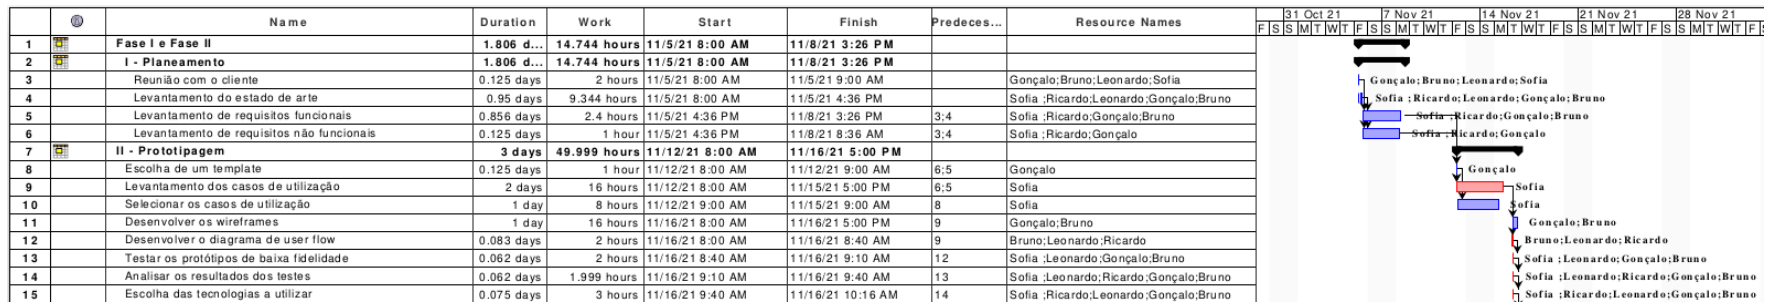 Name Duration Work Start Finish Predeces... Resource Names 31 Oct 21 7 Nov 21 14 Nov 21 21 Nov 21 28 Nov 21
F S S M T W T F S S M T W T F S S M T W T F S S M T W T F S S M T W T F
1 Fase I e Fase II 1.806 d... 14.744 hours 11/5/21 8:00 AM 11/8/21 3:26 PM
2 I - Planeamento 1.806 d... 14.744 hours 11/5/21 8:00 AM 11/8/21 3:26 PM
3 Reunião com o cliente 0.125 days 2 hours 11/5/21 8:00 AM 11/5/21 9:00 AM Gonçalo;Bruno;Leonardo;Sofia Gonçalo;Bruno;Leonardo;Sofia
4 Levantamento do estado de arte 0.95 days 9.344 hours 11/5/21 8:00 AM 11/5/21 4:36 PM Sofia ;Ricardo;Leonardo;Gonçalo;Bruno Sofia ;Ricardo;Leonardo;Gonçalo;Bruno
5 Levantamento de requisitos funcionais 0.856 days 2.4 hours 11/5/21 4:36 PM 11/8/21 3:26 PM 3;4 Sofia ;Ricardo;Gonçalo;Bruno Sofia ;Ricardo;Gonçalo;Bruno
6 Levantamento de requisitos não funcionais 0.125 days 1 hour 11/5/21 4:36 PM 11/8/21 8:36 AM 3;4 Sofia ;Ricardo;Gonçalo Sofia ;Ricardo;Gonçalo
7 II - Prototipagem 3 days 49.999 hours 11/12/21 8:00 AM 11/16/21 5:00 PM
8 Escolha de um template 0.125 days 1 hour 11/12/21 8:00 AM 11/12/21 9:00 AM 6;5 Gonçalo Gonçalo
9 Levantamento dos casos de utilização 2 days 16 hours 11/12/21 8:00 AM 11/15/21 5:00 PM 6;5 Sofia Sofia
10 Selecionar os casos de utilização 1 day 8 hours 11/12/21 9:00 AM 11/15/21 9:00 AM 8 Sofia Sofia
11 Desenvolver os wireframes 1 day 16 hours 11/16/21 8:00 AM 11/16/21 5:00 PM 9 Gonçalo;Bruno Gonçalo;Bruno
12 Desenvolver o diagrama de user flow 0.083 days 2 hours 11/16/21 8:00 AM 11/16/21 8:40 AM 9 Bruno;Leonardo;Ricardo Bruno;Leonardo;Ricardo
13 Testar os protótipos de baixa fidelidade 0.062 days 2 hours 11/16/21 8:40 AM 11/16/21 9:10 AM 12 Sofia ;Leonardo;Gonçalo;Bruno Sofia ;Leonardo;Gonçalo;Bruno
14 Analisar os resultados dos testes 0.062 days 1.999 hours 11/16/21 9:10 AM 11/16/21 9:40 AM 13 Sofia ;Leonardo;Ricardo;Gonçalo;Bruno Sofia ;Leonardo;Ricardo;Gonçalo;Bruno
15 Escolha das tecnologias a utilizar 0.075 days 3 hours 11/16/21 9:40 AM 11/16/21 10:16 AM 14 Sofia ;Ricardo;Leonardo;Gonçalo;Bruno Sofia ;Ricardo;Leonardo;Gonçalo;Bruno